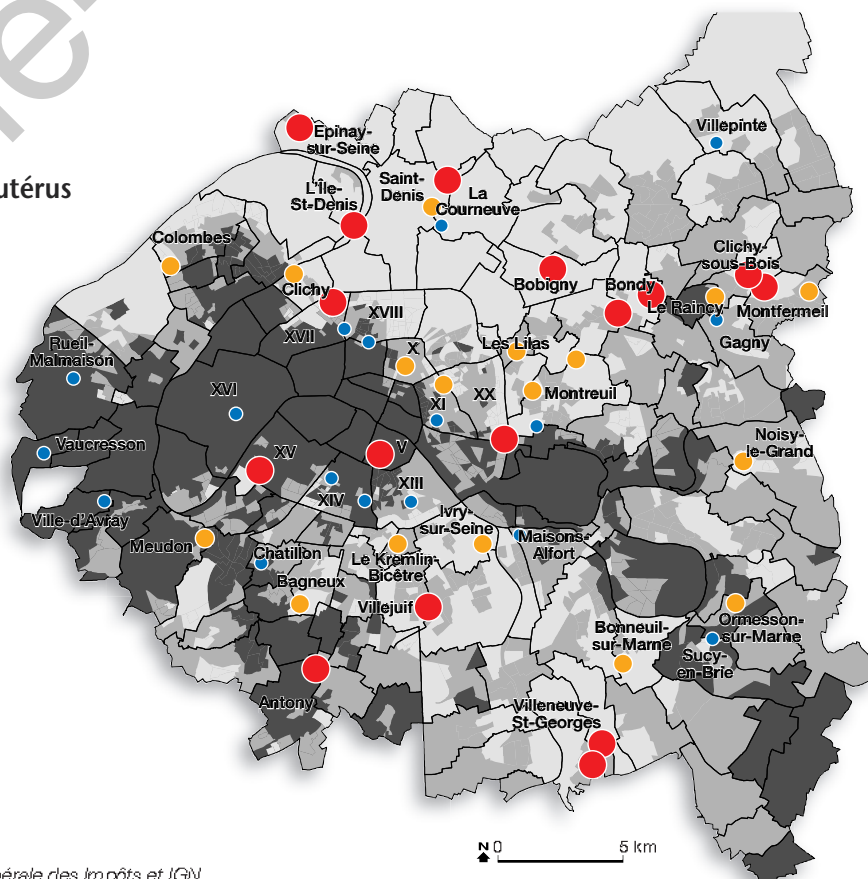 utérus
Villepinte
Epinay-
sur-Seine
Saint-
Denis
La
Courneuve
L'Île-
St-Denis
Colombes
Clichy-
sous-Bois
Clichy
Bobigny
Bondy
Le Raincy
Montfermeil
XVIII
XVII
Gagny
Rueil-
Malmaison
X
Les Lilas
XVI
XI
XX
Montreuil
Vaucresson
XV
V
Noisy-
le-Grand
XIV
XIII
Ville-d'Avray
Ivry-
sur-Seine
Meudon
Chatillon
Le Kremlin-
Bicêtre
Maisons-
Alfort
Bagneux
Villejuif
Bonneuil-
sur-Marne
Ormesson-
sur-Marne
Sucy-
en-Brie
Antony
Villeneuve-
St-Georges
N 0 5 km
des Impôts et IGN